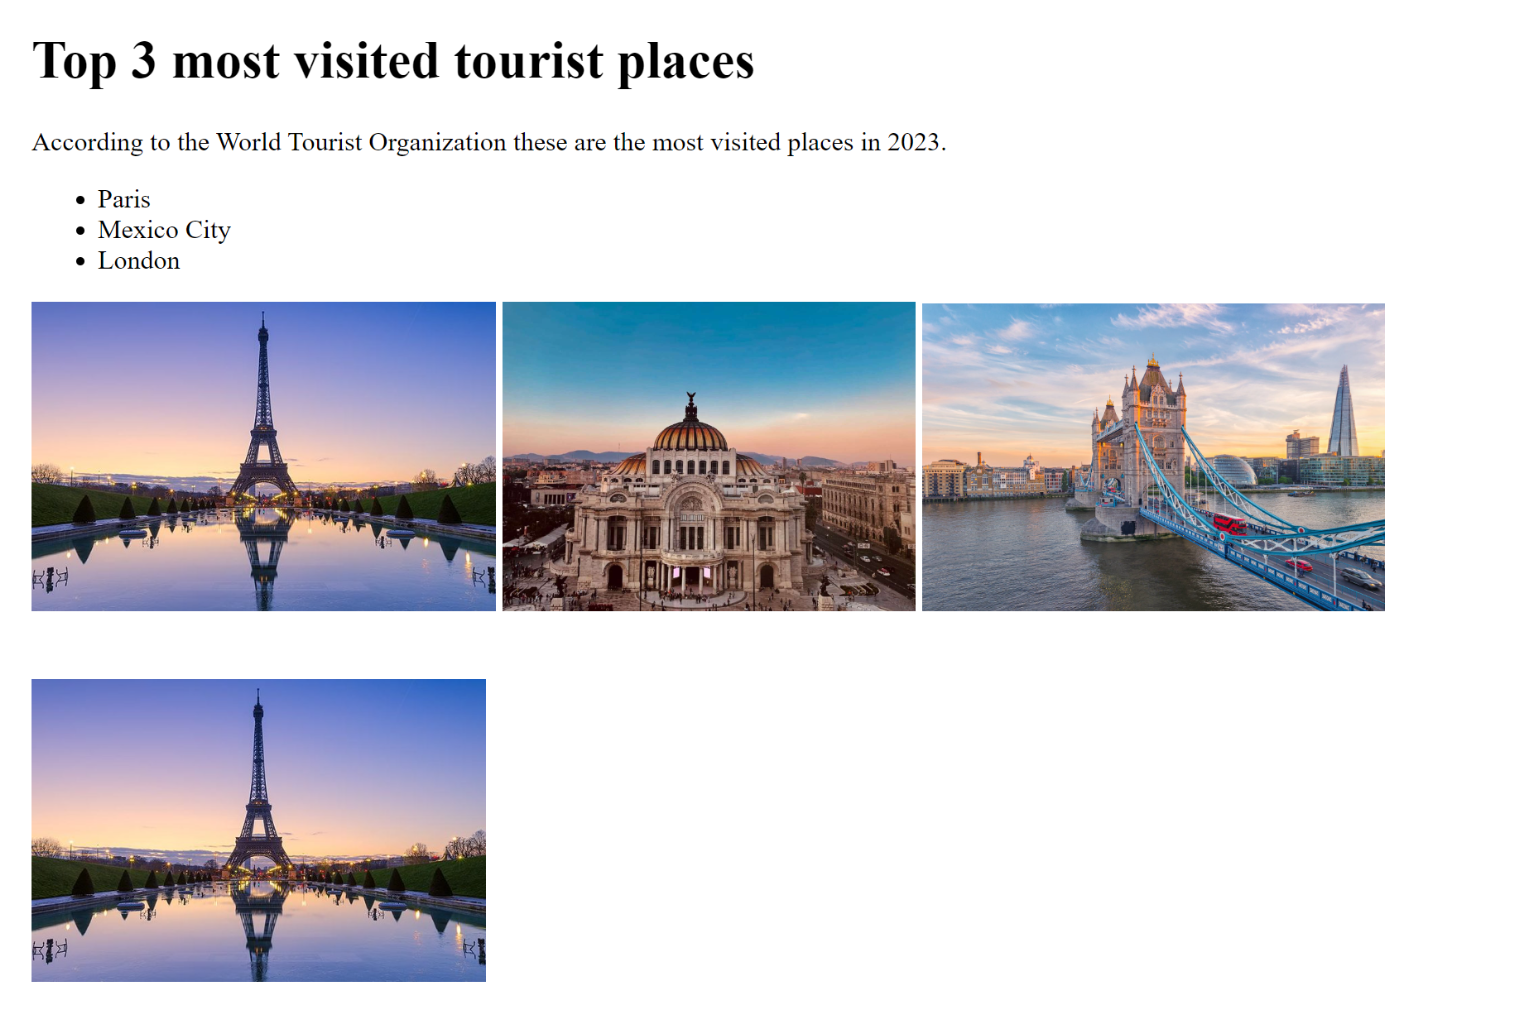 Top 3 most visited tourist places
According to the World Tourist Organization these are the most visited places in 2023.
Paris
Mexico City
London